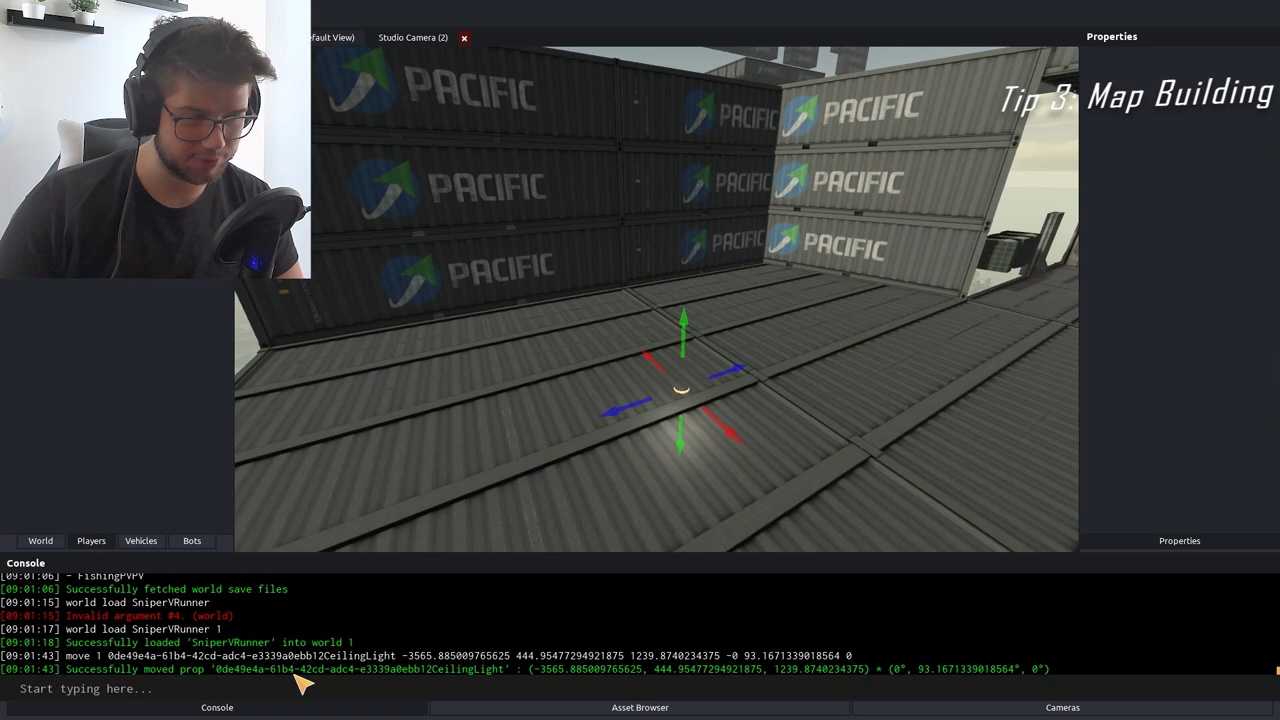 efault View)
Studio Camera (2)
Properties
Tip 3: Map Building
PACIFIC
PACIFIC
PACIFIC
PACIFIC
PACIFIC
PACIFIC
PACIFIC
PACIFIC
PACIFIC
World
Players
Vehicles
Bots
Properties
Console
[09:01:06] - FishingPVPV
[09:01:06] Successfully fetched world save files
[09:01:15] world load SniperVRunner
[09:01:15] Invalid argument #4. (world)
[09:01:17] world load SniperVRunner 1
[09:01:18] Successfully loaded 'SniperVRunner' into world 1
[09:01:43] move 1 0de49e4a-61b4-42cd-adc4-e3339a0ebb12CeilingLight -3565.885009765625 444.95477294921875 1239.8740234375 -0 93.1671339018564 0
[09:01:43] Successfully moved prop '0de49e4a-61b4-42cd-adc4-e3339a0ebb12CeilingLight' : (-3565.885009765625, 444.95477294921875, 1239.8740234375) * (0°, 93.1671339018564°, 0°)
Start typing here...
Console
Asset Browser
Cameras